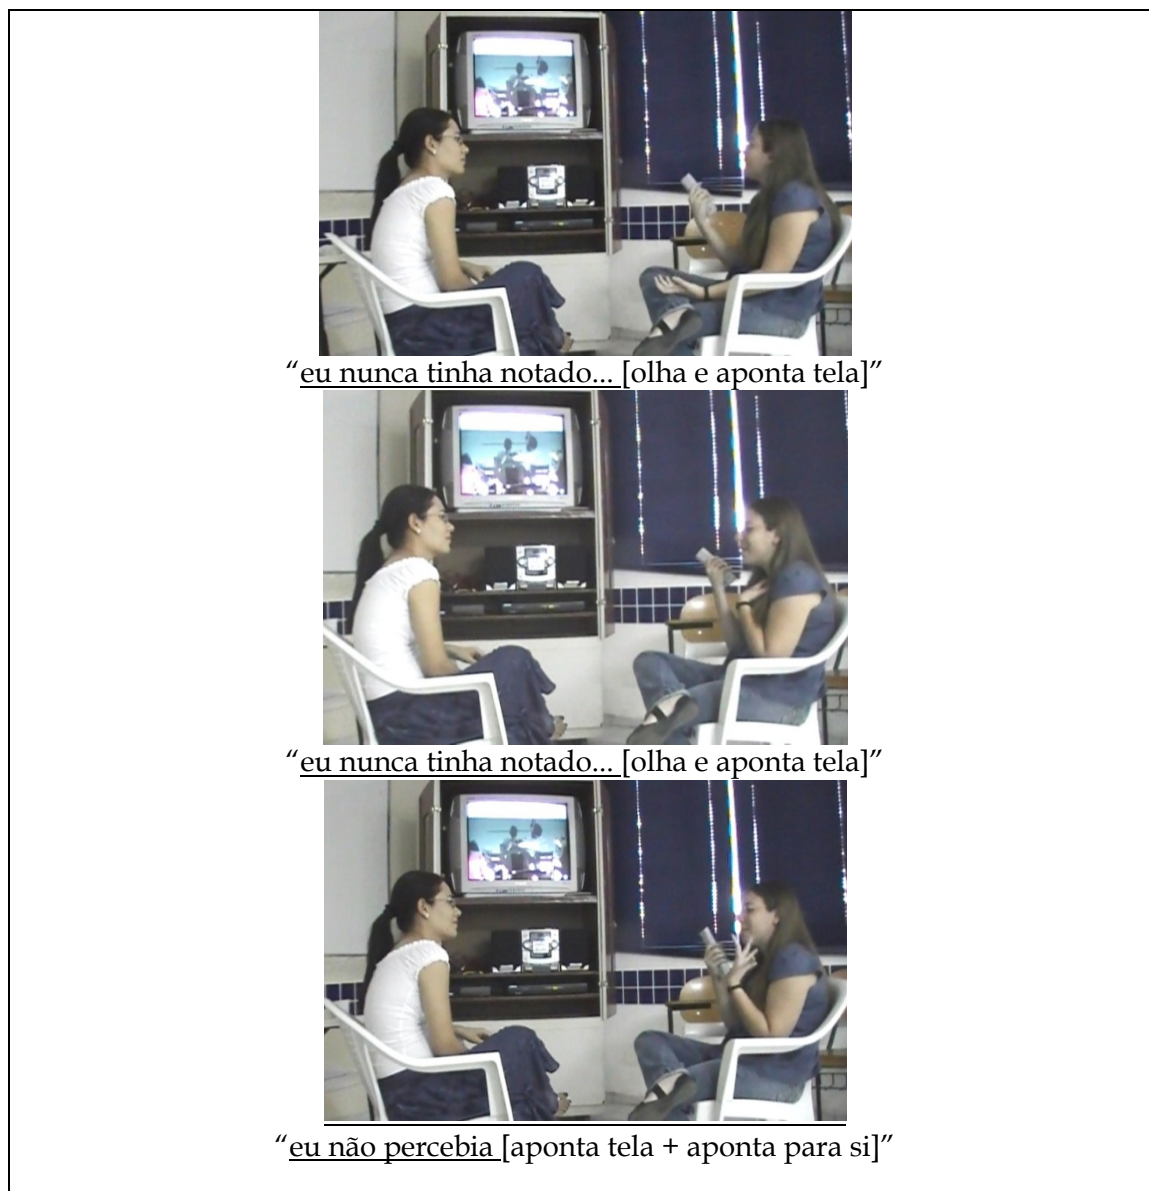 “eu nunca tinha notado... [olha e aponta tela]”
“eu nunca tinha notado... [olha e aponta tela]”
“eu não percebia [aponta tela + aponta para si]”